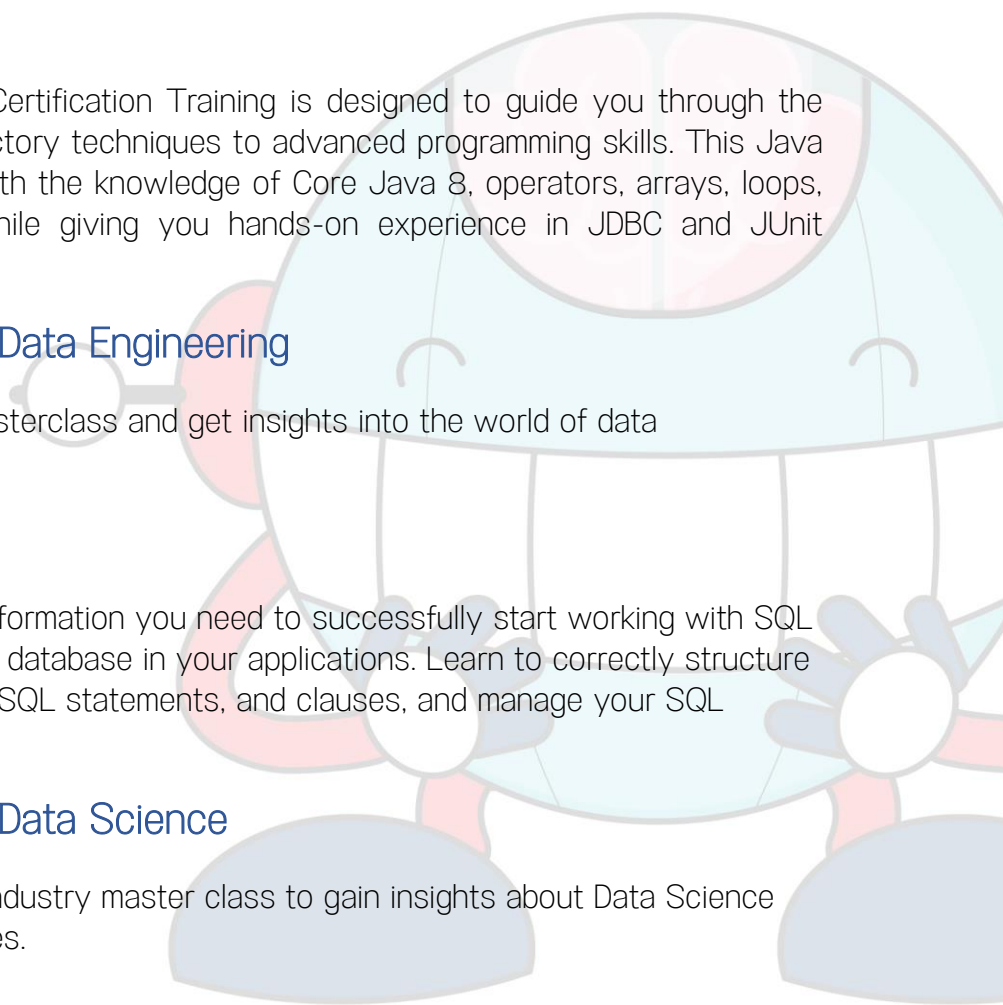 Certification Training is designed to guide you through the
ctory techniques to advanced programming skills. This Java
th the knowledge of Core Java 8, operators, arrays, loops,
hile giving you hands-on experience in JDBC and JUnit
Data Engineering
sterclass and get insights into the world of data
formation you need to successfully start working with SQL
database in your applications. Learn to correctly structure
SQL statements, and clauses, and manage your SQL
Data Science
ndustry master class to gain insights about Data Science
es.